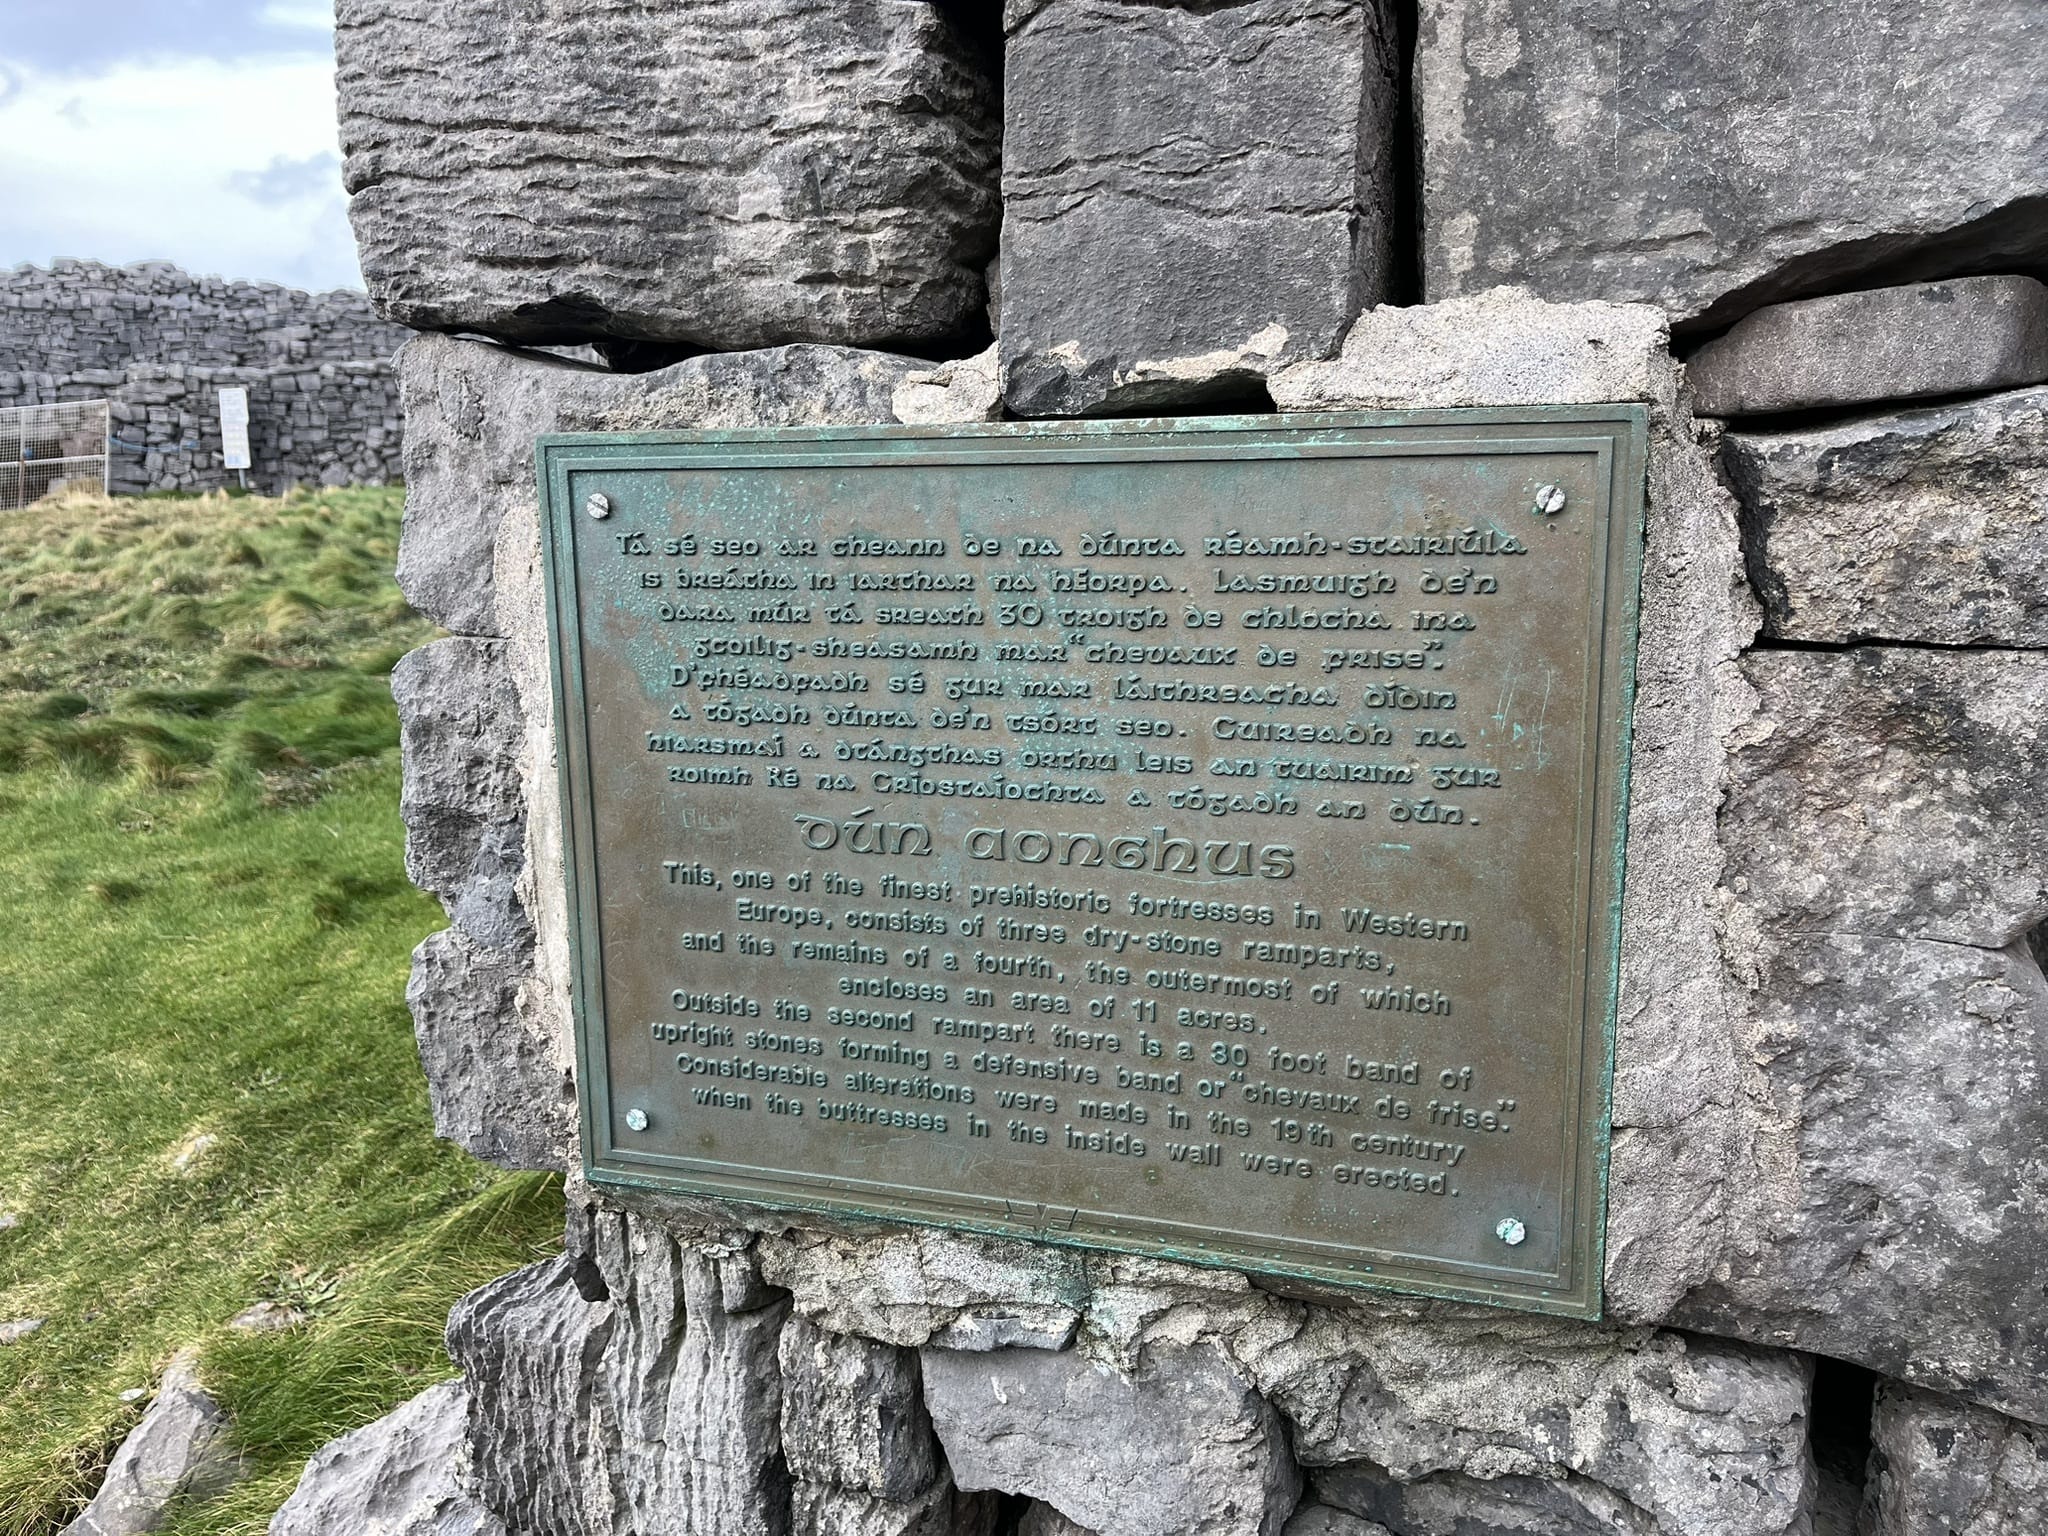 Tá sé seo ar cheann de na dúnta réamh-stairiúla
is breátha in iarthar na hEorpa. Lasmuigh de'n
dara múr tá sreath 30 troigh de chlocha ina
gcoilig-sheasamh mar "chevaux de frise".
D'fhéadfadh sé gur mar láithreacha dídin
a tógadh dúnta de'n tsórt seo. Cuireadh na
hiarsmaí a dtángthas orthu leis an tuairim gur
roimh Ré na Críostaíochta a tógadh an dún.
Dún Aonghus
This, one of the finest prehistoric fortresses in Western
Europe, consists of three dry-stone ramparts,
and the remains of a fourth, the outermost of which
encloses an area of 11 acres.
Outside the second rampart there is a 30 foot band of
upright stones forming a defensive band or "chevaux de frise."
Considerable alterations were made in the 19th century
when the buttresses in the inside wall were erected.